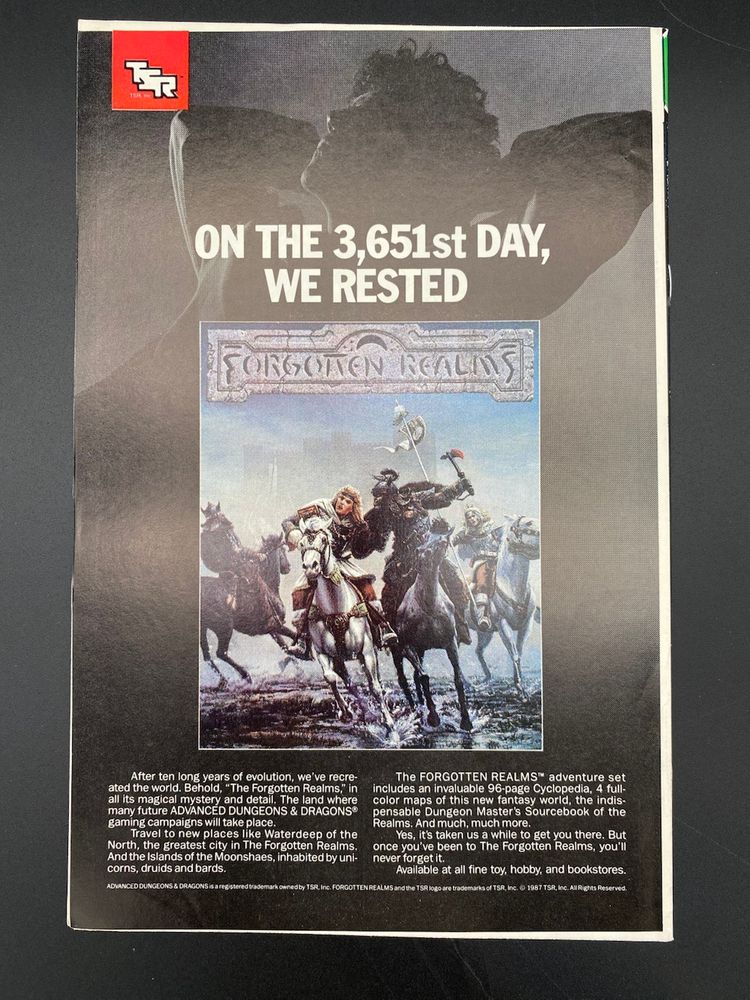 TSR™
TSR, Inc.
ON THE 3,651st DAY,
WE RESTED
FORGOTTEN REALMS
After ten long years of evolution, we've recre-
ated the world. Behold, "The Forgotten Realms," in
all its magical mystery and detail. The land where
many future ADVANCED DUNGEONS & DRAGONS®
gaming campaigns will take place.
Travel to new places like Waterdeep of the
North, the greatest city in The Forgotten Realms.
And the Islands of the Moonshaes, inhabited by uni-
corns, druids and bards.
The FORGOTTEN REALMS™ adventure set
includes an invaluable 96-page Cyclopedia, 4 full-
color maps of this new fantasy world, the indis-
pensable Dungeon Master's Sourcebook of the
Realms. And much, much more.
Yes, it's taken us a while to get you there. But
once you've been to The Forgotten Realms, you'll
never forget it.
Available at all fine toy, hobby, and bookstores.
ADVANCED DUNGEONS & DRAGONS is a registered trademark owned by TSR, Inc. FORGOTTEN REALMS and the TSR logo are trademarks of TSR, Inc. © 1987 TSR, Inc. All Rights Reserved.